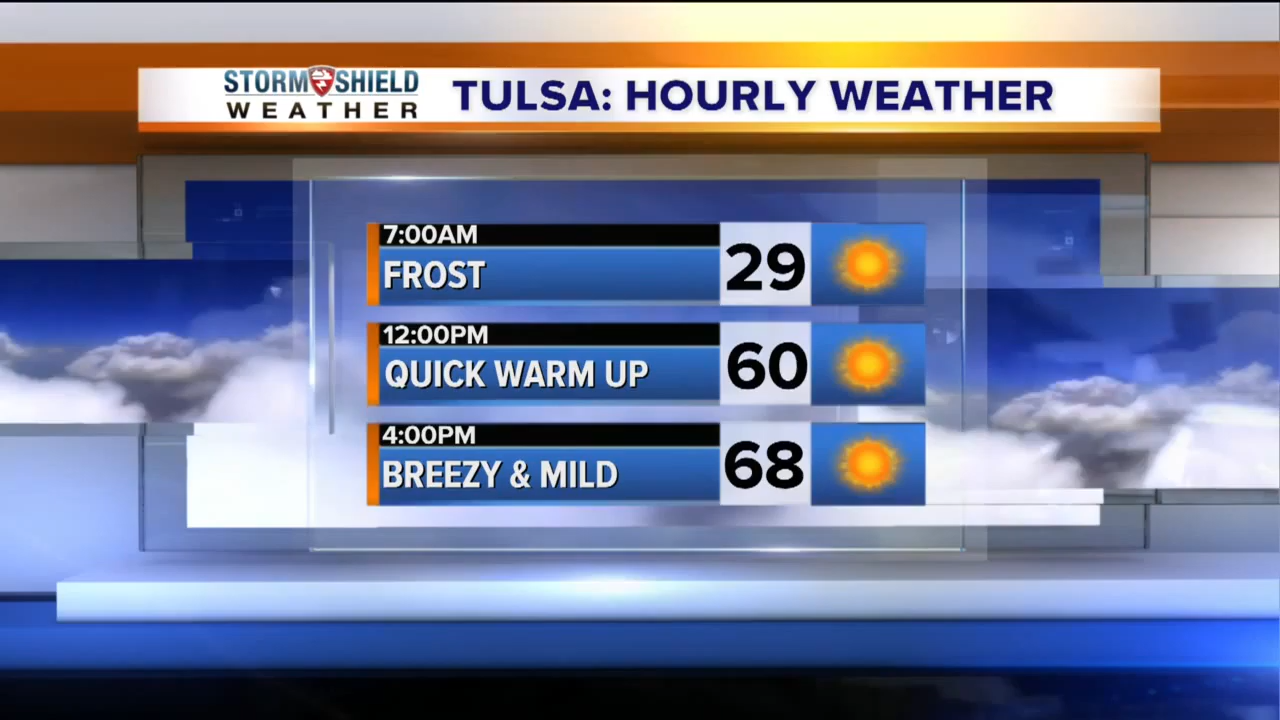 STORM SHIELD
WEATHER
TULSA: HOURLY WEATHER
7:00AM
FROST
29
12:00PM
QUICK WARM UP
60
4:00PM
BREEZY & MILD
68